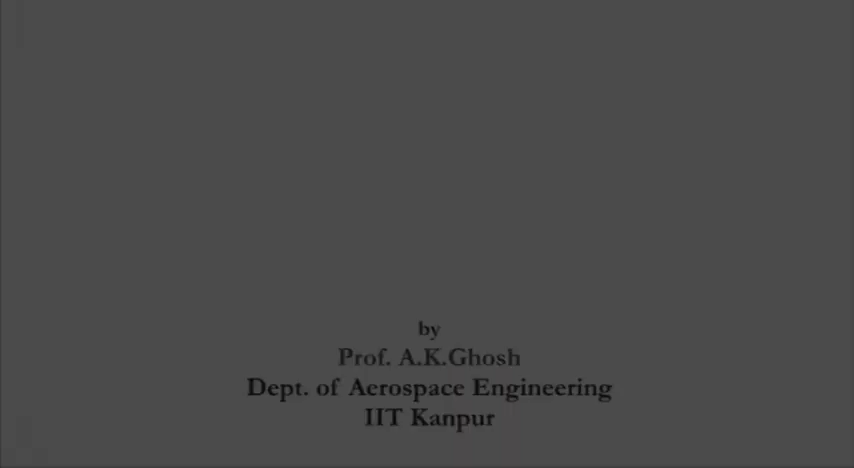 by
Prof. A.K.Ghosh
Dept. of Aerospace Engineering
IIT Kanpur